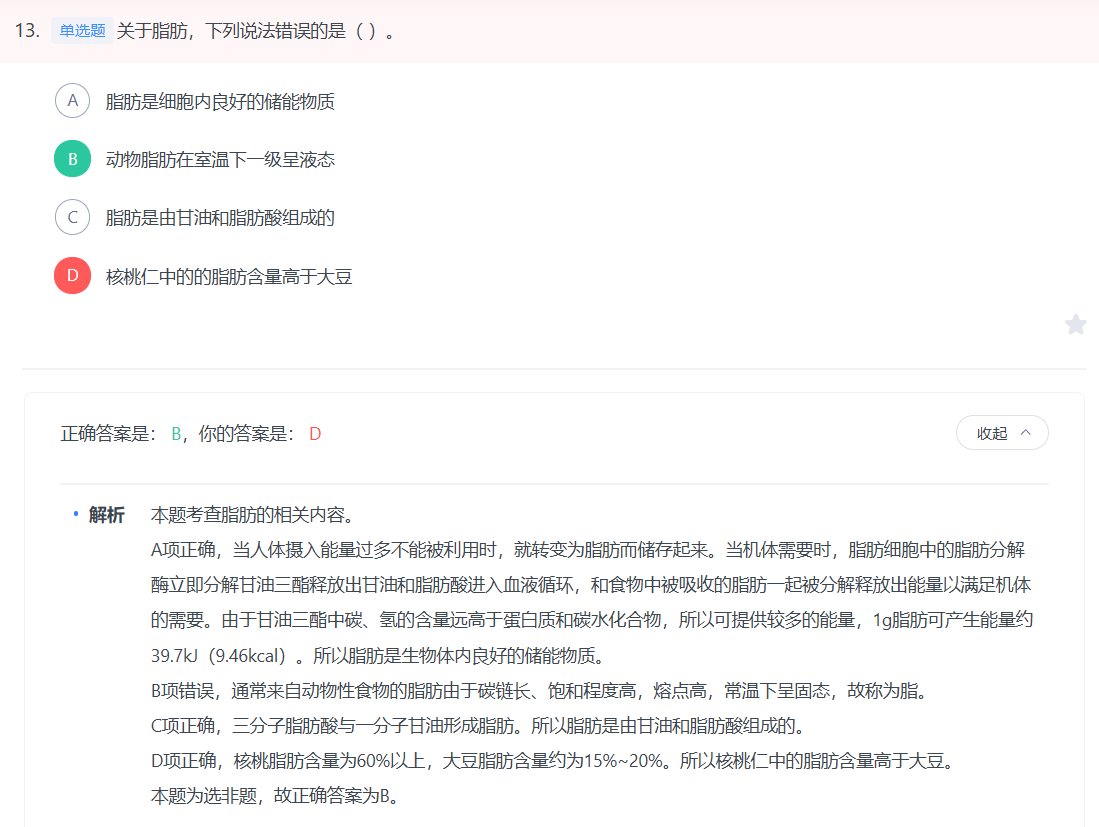 13. 单选题 关于脂肪，下列说法错误的是（ ）。
A 脂肪是细胞内良好的储能物质
B 动物脂肪在室温下一级呈液态
C 脂肪是由甘油和脂肪酸组成的
D 核桃仁中的的脂肪含量高于大豆
正确答案是： B，你的答案是： D
收起
解析 本题考查脂肪的相关内容。
A项正确，当人体摄入能量过多不能被利用时，就转变为脂肪而储存起来。当机体需要时，脂肪细胞中的脂肪分解
酶立即分解甘油三酯释放出甘油和脂肪酸进入血液循环，和食物中被吸收的脂肪一起被分解释放出能量以满足机体
的需要。由于甘油三酯中碳、氢的含量远高于蛋白质和碳水化合物，所以可提供较多的能量，1g脂肪可产生能量约
39.7kJ（9.46kcal）。所以脂肪是生物体内良好的储能物质。
B项错误，通常来自动物性食物的脂肪由于碳链长、饱和程度高，熔点高，常温下呈固态，故称为脂。
C项正确，三分子脂肪酸与一分子甘油形成脂肪。所以脂肪是由甘油和脂肪酸组成的。
D项正确，核桃脂肪含量为60%以上，大豆脂肪含量约为15%~20%。所以核桃仁中的脂肪含量高于大豆。
本题为选非题，故正确答案为B。